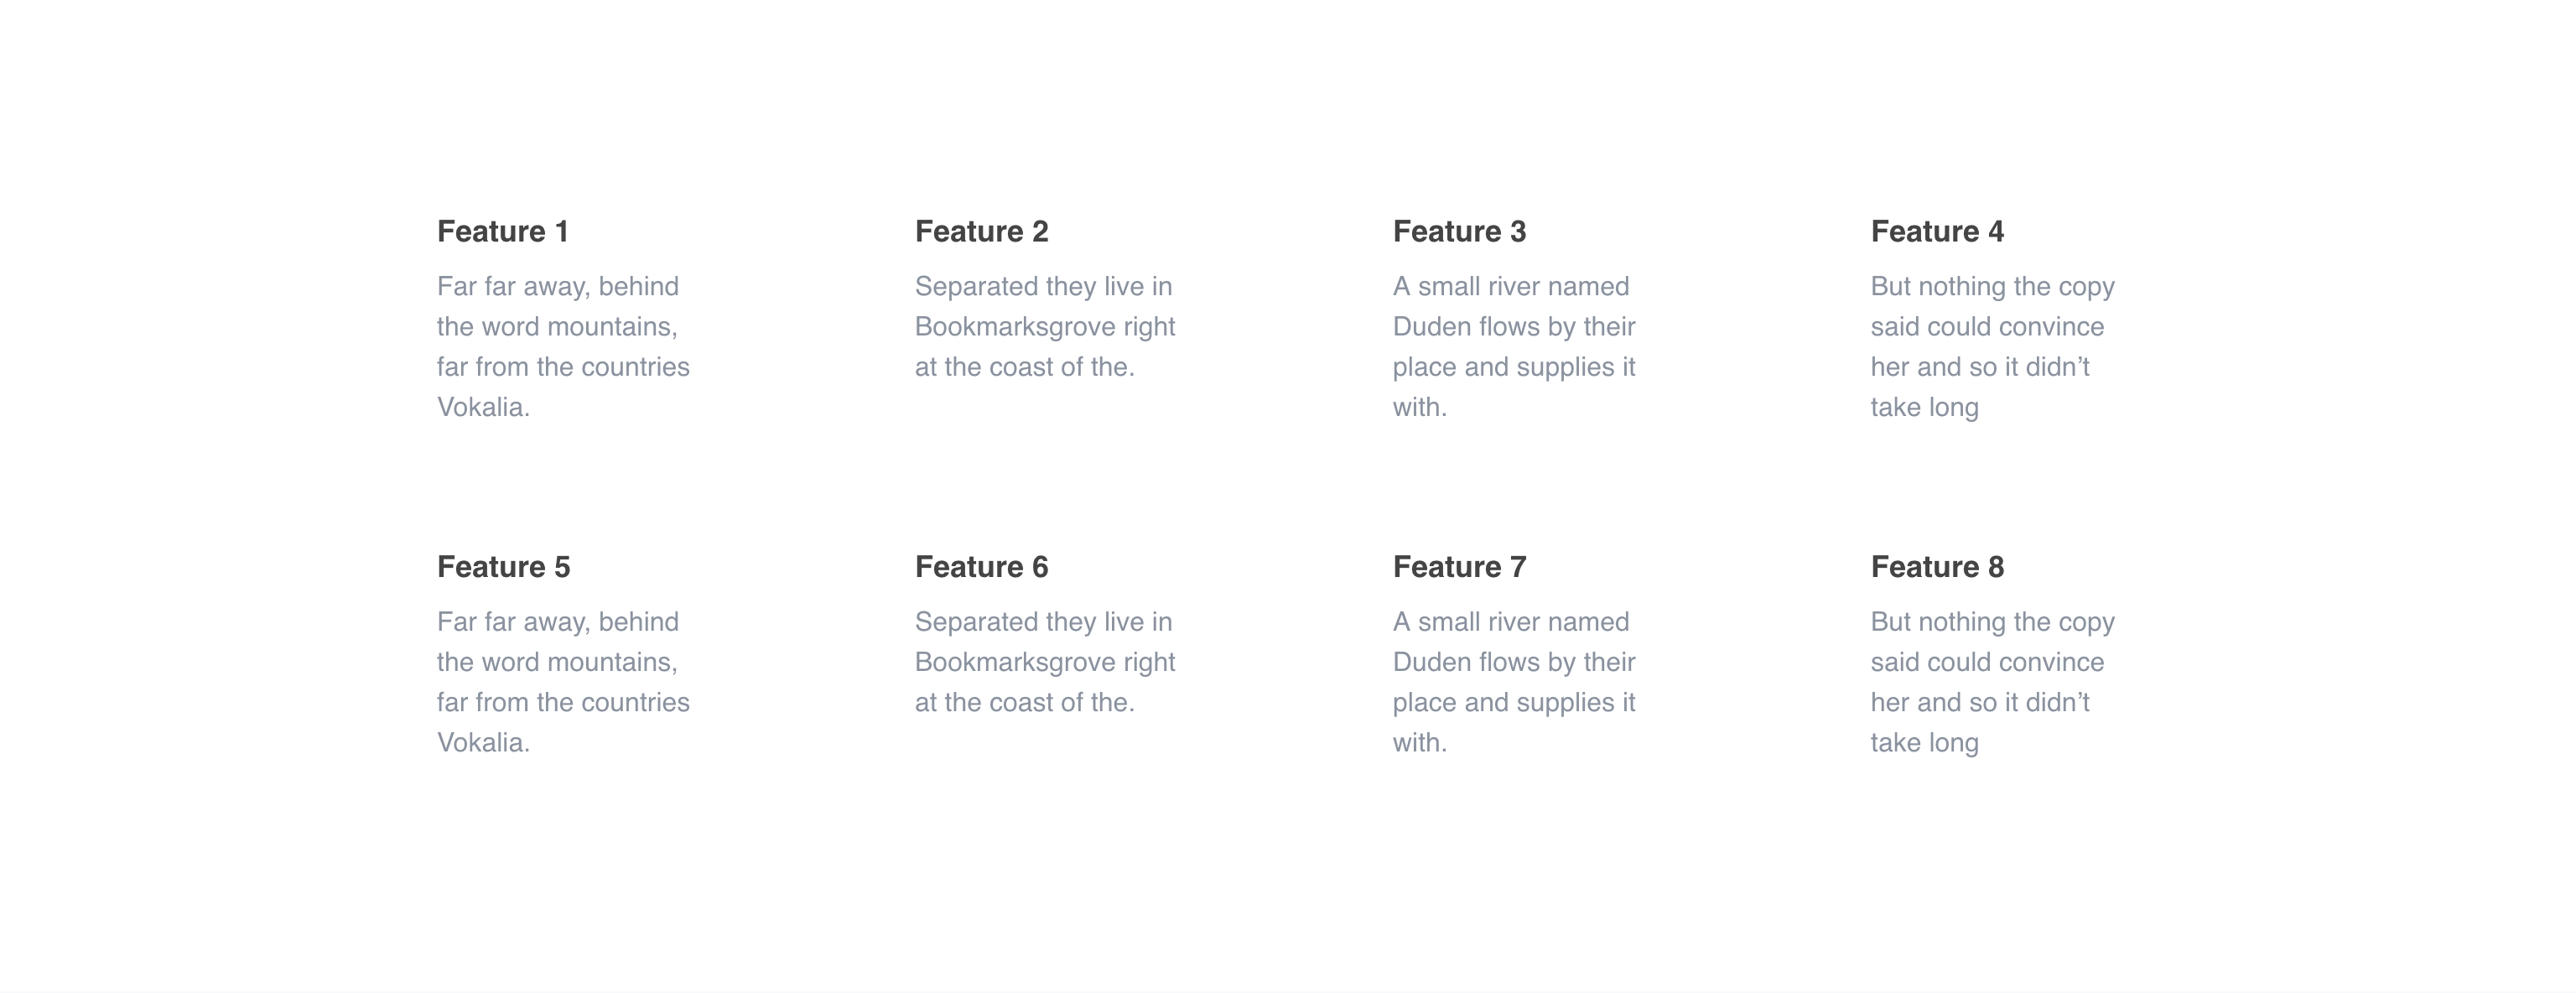 Feature 1
Far far away, behind
the word mountains,
far from the countries
Vokalia.
Feature 2
Separated they live in
Bookmarksgrove right
at the coast of the.
Feature 3
A small river named
Duden flows by their
place and supplies it
with.
Feature 4
But nothing the copy
said could convince
her and so it didn’t
take long
Feature 5
Far far away, behind
the word mountains,
far from the countries
Vokalia.
Feature 6
Separated they live in
Bookmarksgrove right
at the coast of the.
Feature 7
A small river named
Duden flows by their
place and supplies it
with.
Feature 8
But nothing the copy
said could convince
her and so it didn’t
take long